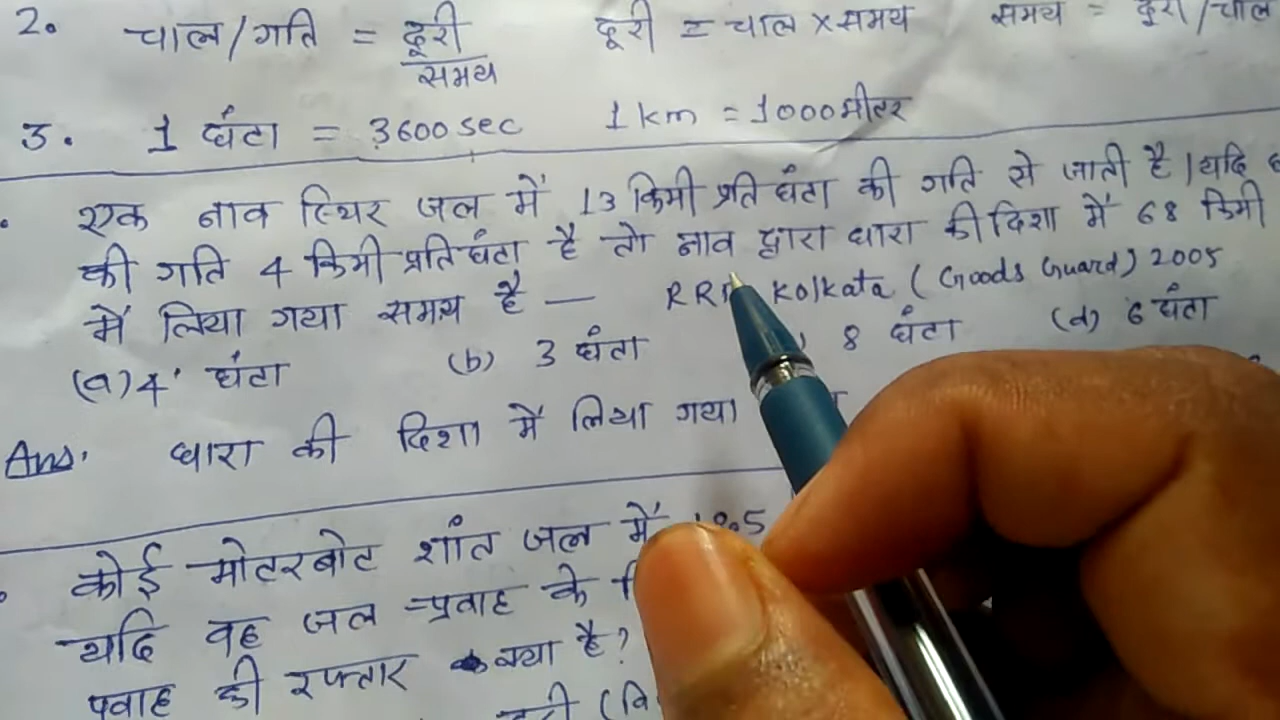 2. चाल/गति = दूरी/समय दूरी = चाल × समय समय = दूरी/चाल
3. 1 घंटा = 3600 sec 1 km = 1000 मीटर
एक नाव स्थिर जल में 13 किमी प्रति घंटा की गति से जाती है। यदि
की गति 4 किमी प्रति घंटा है तो नाव द्वारा धारा की दिशा में 68 किमी
में लिया गया समय है — RRB Kolkata (Goods Guard) 2005
(a) 4 घंटा (b) 3 घंटा 8 घंटा (d) 6 घंटा
Ans. धारा की दिशा में लिया गया
कोई मोटरबोट शांत जल में
यदि वह जल प्रवाह के
प्रवाह की रफ्तार क्या है?